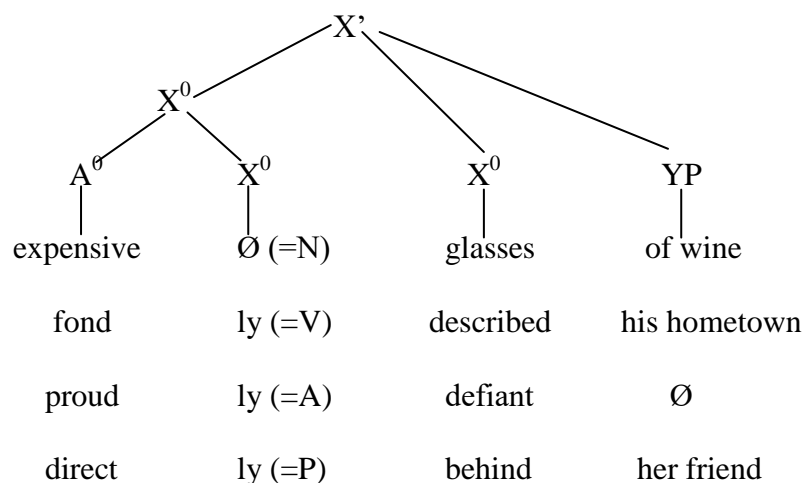 X’
X⁰
A⁰ X⁰ X⁰ YP
expensive Ø (=N) glasses of wine
fond ly (=V) described his hometown
proud ly (=A) defiant Ø
direct ly (=P) behind her friend